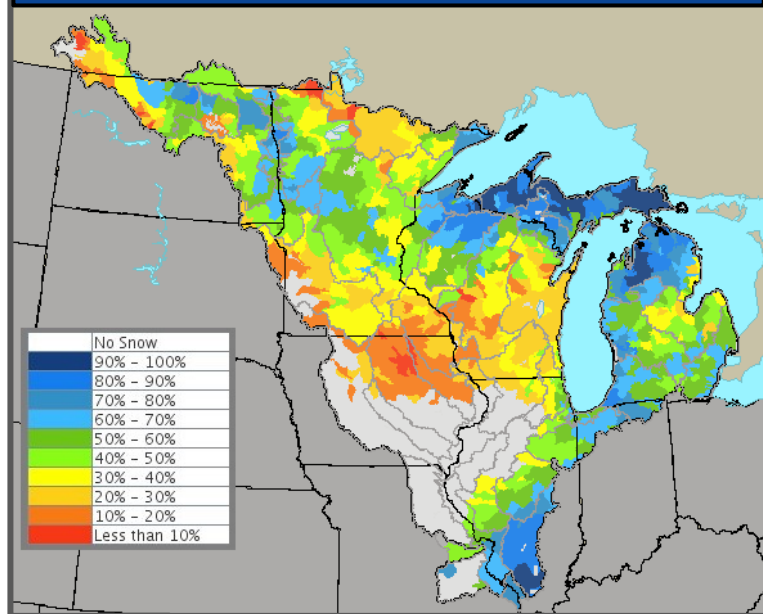 No Snow
90% - 100%
80% - 90%
70% - 80%
60% - 70%
50% - 60%
40% - 50%
30% - 40%
20% - 30%
10% - 20%
Less than 10%